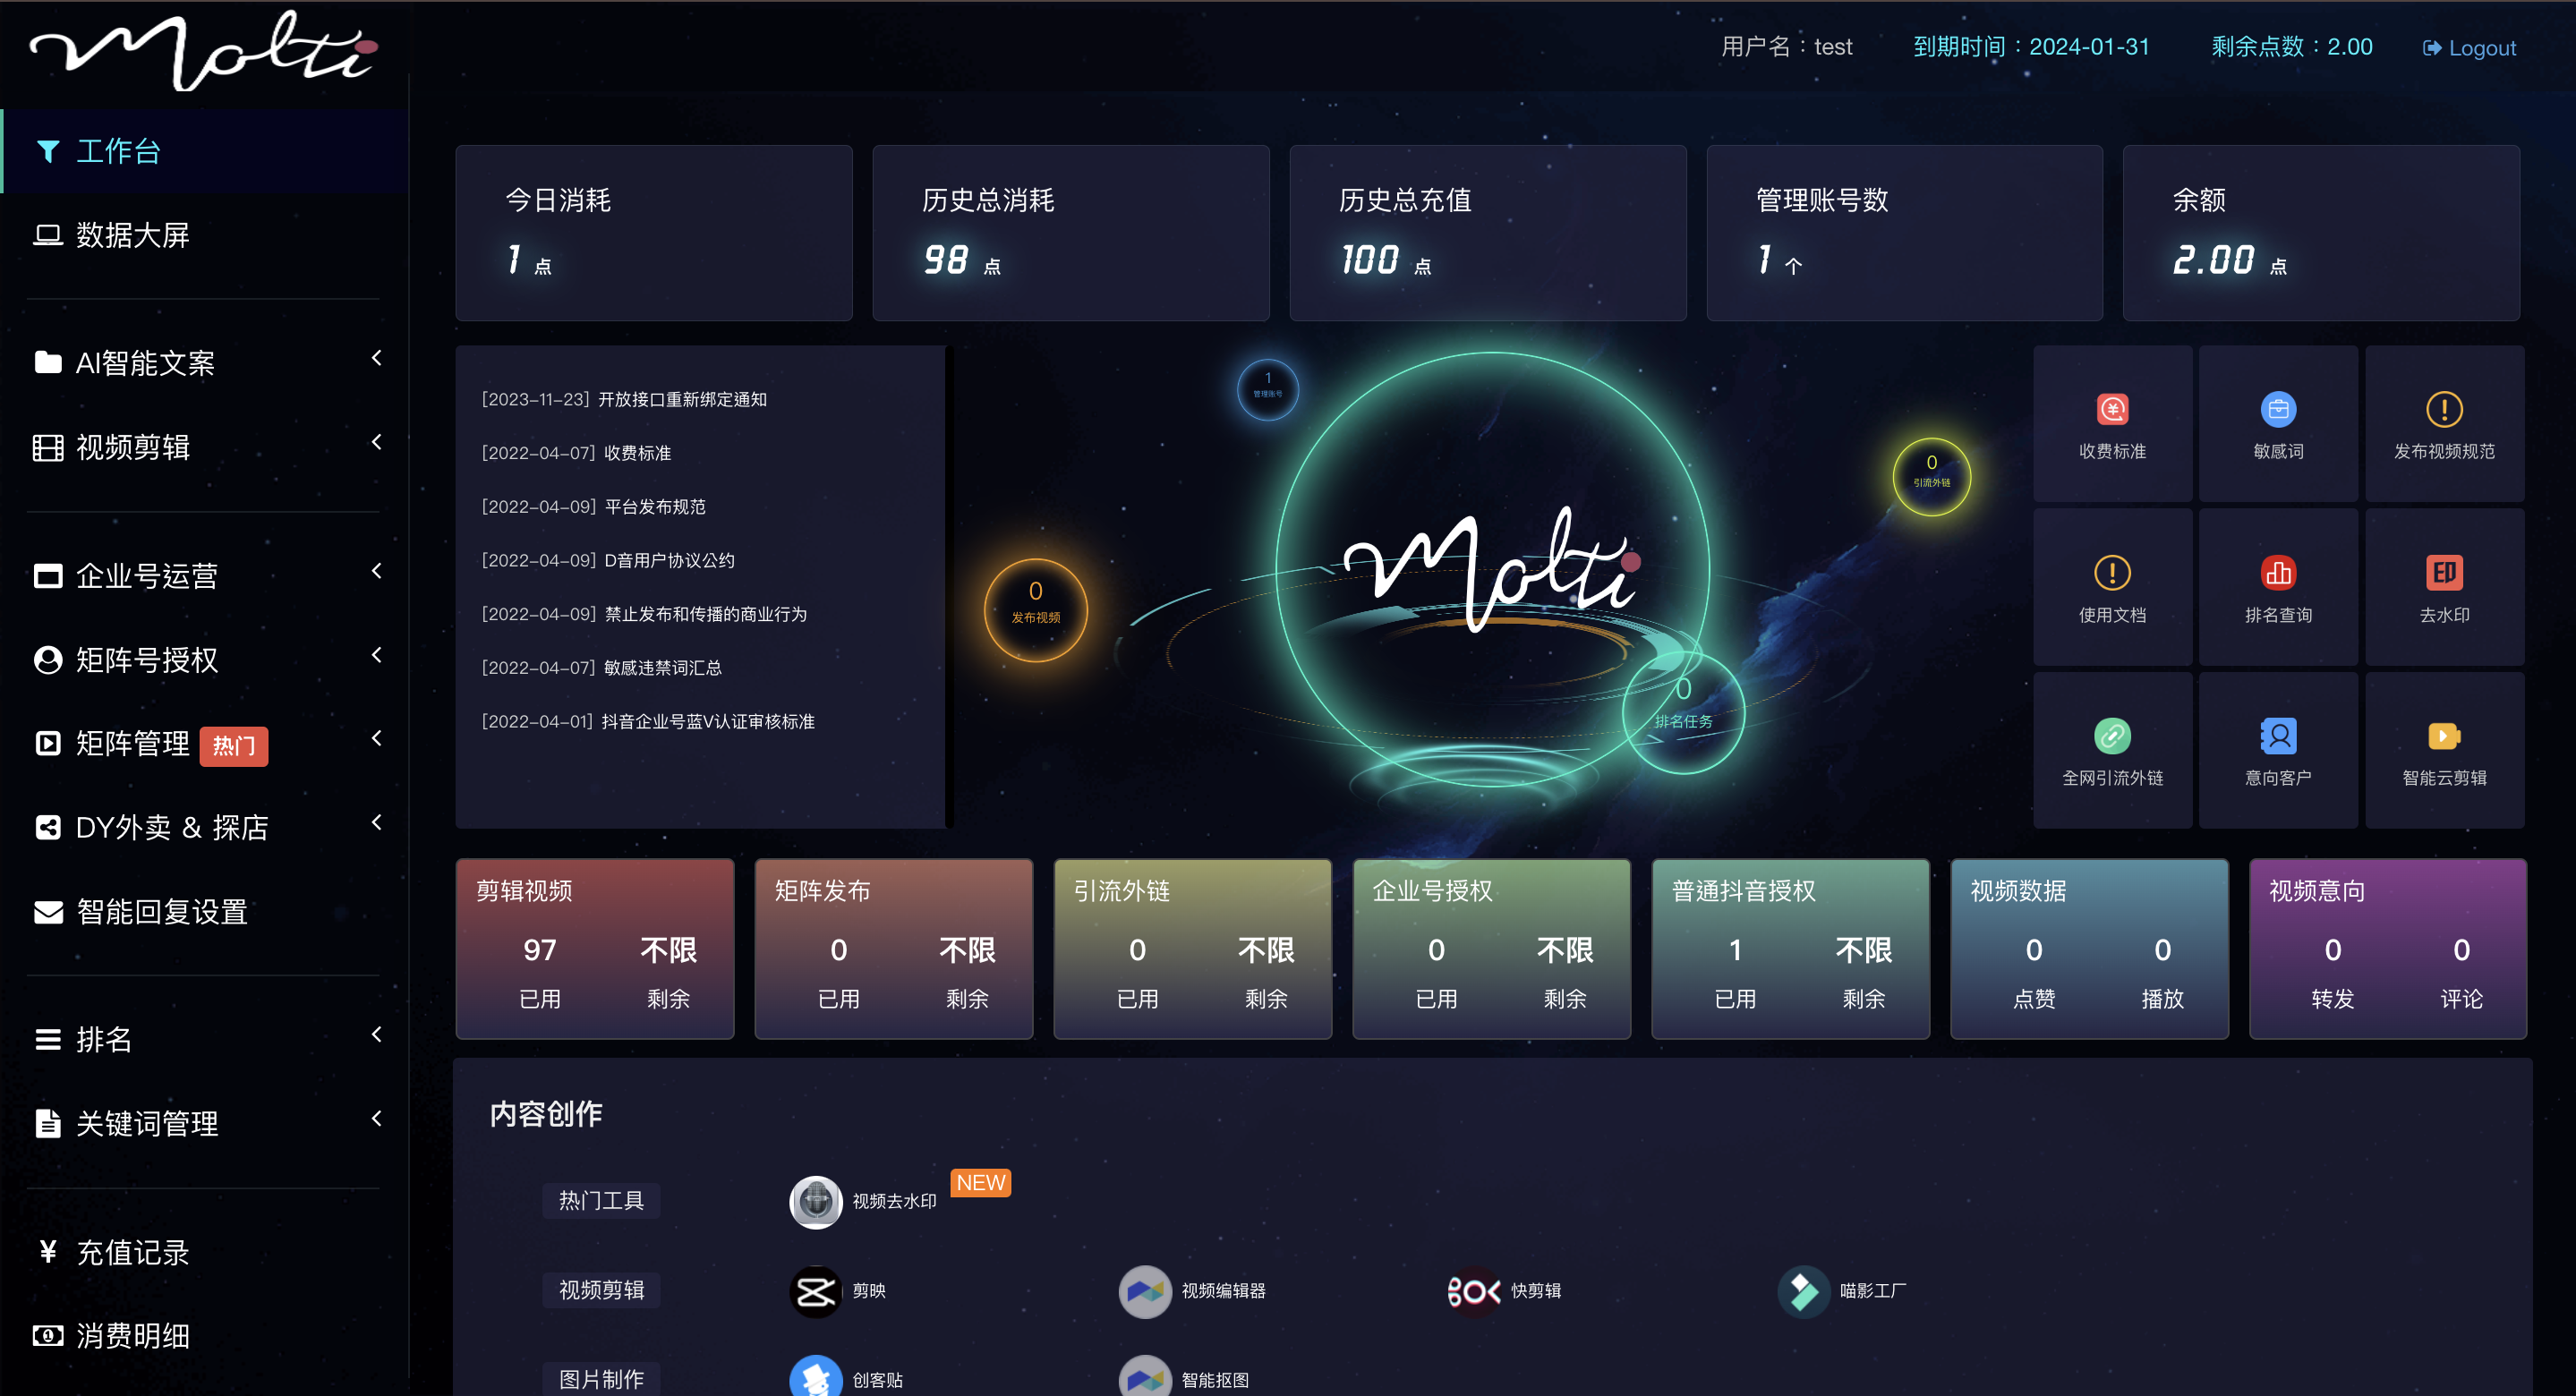 Molti
用户名：test
到期时间：2024-01-31
剩余点数：2.00
Logout
工作台
数据大屏
AI智能文案
视频剪辑
企业号运营
矩阵号授权
矩阵管理 热门
DY外卖 & 探店
智能回复设置
排名
关键词管理
充值记录
消费明细
今日消耗
1 点
历史总消耗
98 点
历史总充值
100 点
管理账号数
1 个
余额
2.00 点
[2023-11-23] 开放接口重新绑定通知
[2022-04-07] 收费标准
[2022-04-09] 平台发布规范
[2022-04-09] D音用户协议公约
[2022-04-09] 禁止发布和传播的商业行为
[2022-04-07] 敏感违禁词汇总
[2022-04-01] 抖音企业号蓝V认证审核标准
1
管理账号
0
引流外链
0
发布视频
Molti
0
排名任务
收费标准
敏感词
发布视频规范
使用文档
排名查询
去水印
全网引流外链
意向客户
智能云剪辑
剪辑视频
97 不限
已用 剩余
矩阵发布
0 不限
已用 剩余
引流外链
0 不限
已用 剩余
企业号授权
0 不限
已用 剩余
普通抖音授权
1 不限
已用 剩余
视频数据
0 0
点赞 播放
视频意向
0 0
转发 评论
内容创作
热门工具
视频去水印 NEW
视频剪辑
剪映
视频编辑器
快剪辑
喵影工厂
图片制作
创客贴
智能抠图